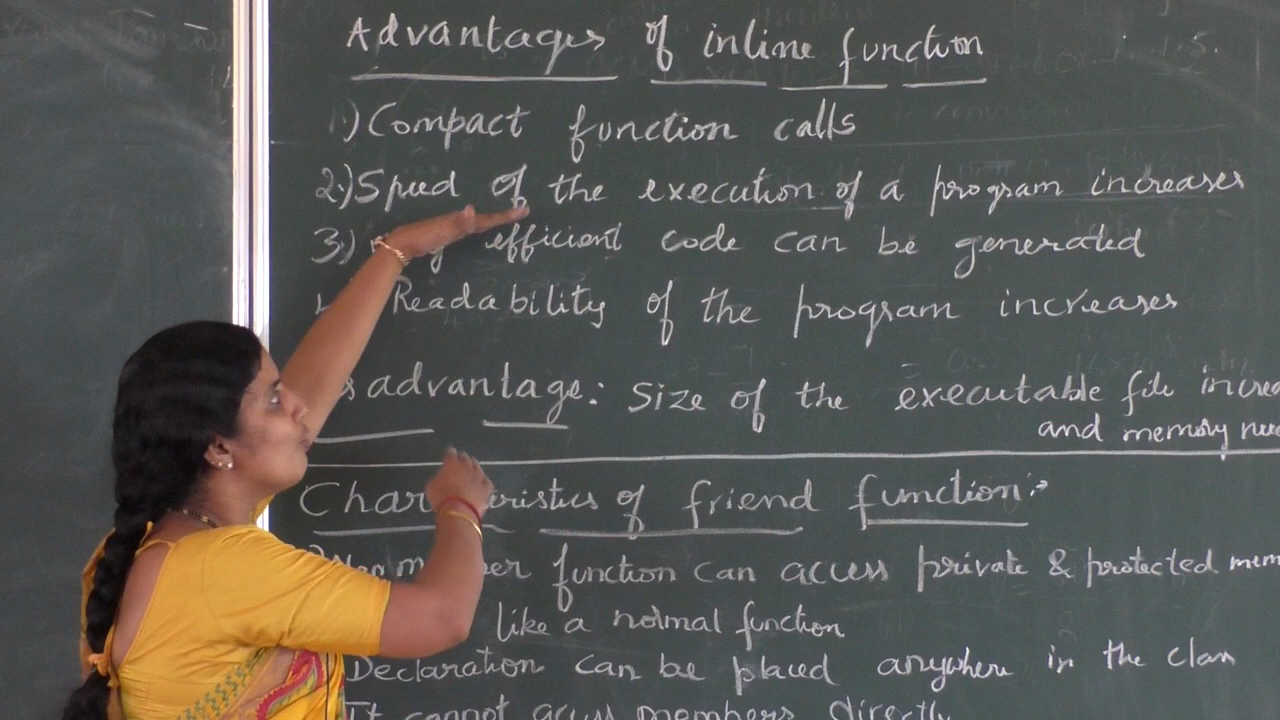 Advantages of inline function
1) Compact function calls
2.) Speed of the execution of a program increases
3.) efficient code can be generated
Readability of the program increases
advantage: Size of the executable file increa
and memory nee
Characteristics of friend function:-
function can access private & protected mem
like a normal function
Declaration can be placed anywhere in the class
It cannot access members directly